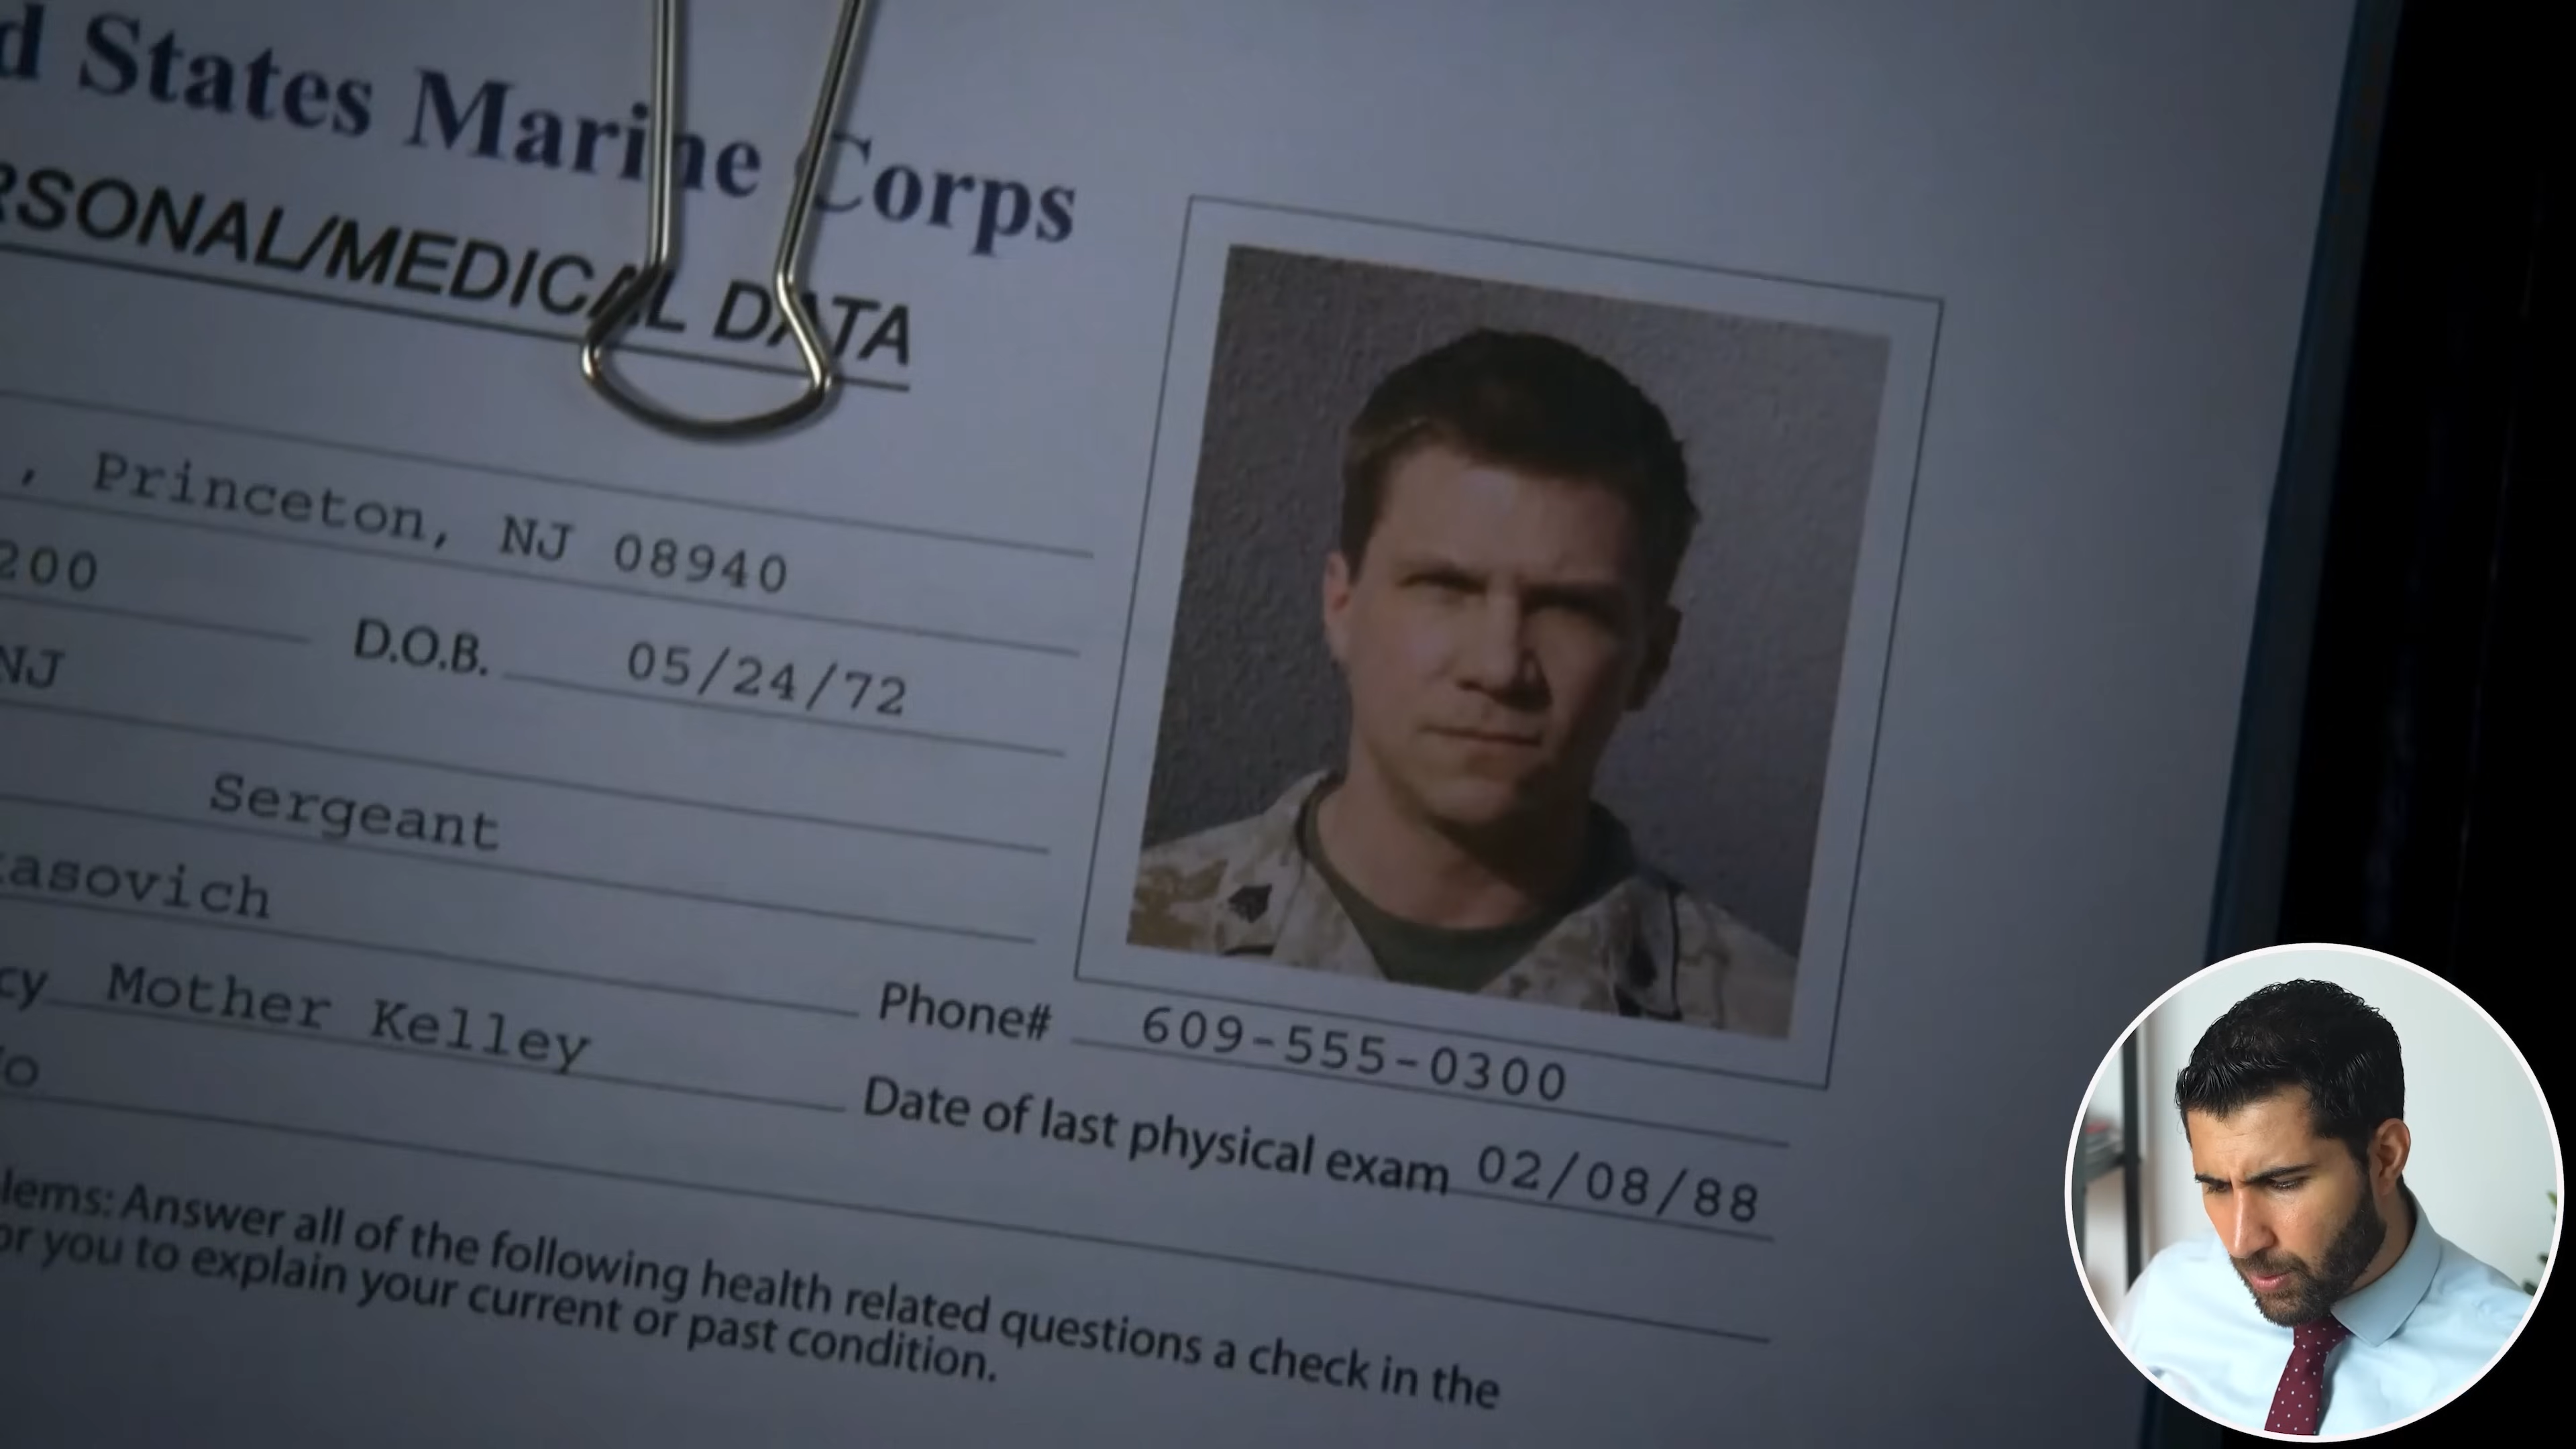 d States Marine Corps
RSONAL/MEDICAL DATA
, Princeton, NJ 08940
200
NJ D.O.B. 05/24/72
Sergeant
kasovich
cy Mother Kelley Phone# 609-555-0300
o Date of last physical exam 02/08/88
lems: Answer all of the following health related questions a check in the
or you to explain your current or past condition.